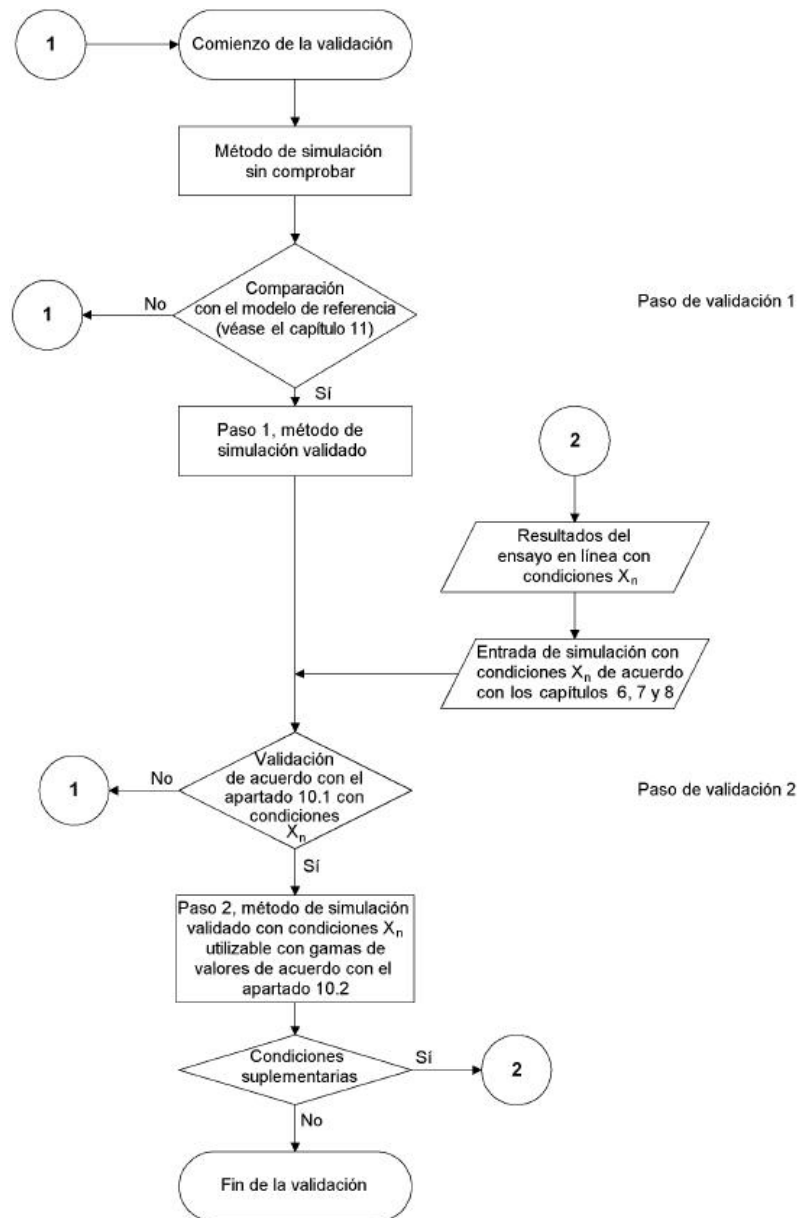 1
Comienzo de la validación
Método de simulación
sin comprobar
Comparación
con el modelo de referencia
(véase el capítulo 11)
No
1
Paso de validación 1
Sí
Paso 1, método de
simulación validado
2
Resultados del
ensayo en línea con
condiciones Xn
Entrada de simulación con
condiciones Xn de acuerdo
con los capítulos 6, 7 y 8
Validación
de acuerdo con el
apartado 10.1 con
condiciones
Xn
No
1
Paso de validación 2
Sí
Paso 2, método de simulación
validado con condiciones Xn
utilizable con gamas de
valores de acuerdo con el
apartado 10.2
Condiciones
suplementarias
Sí
2
No
Fin de la validación